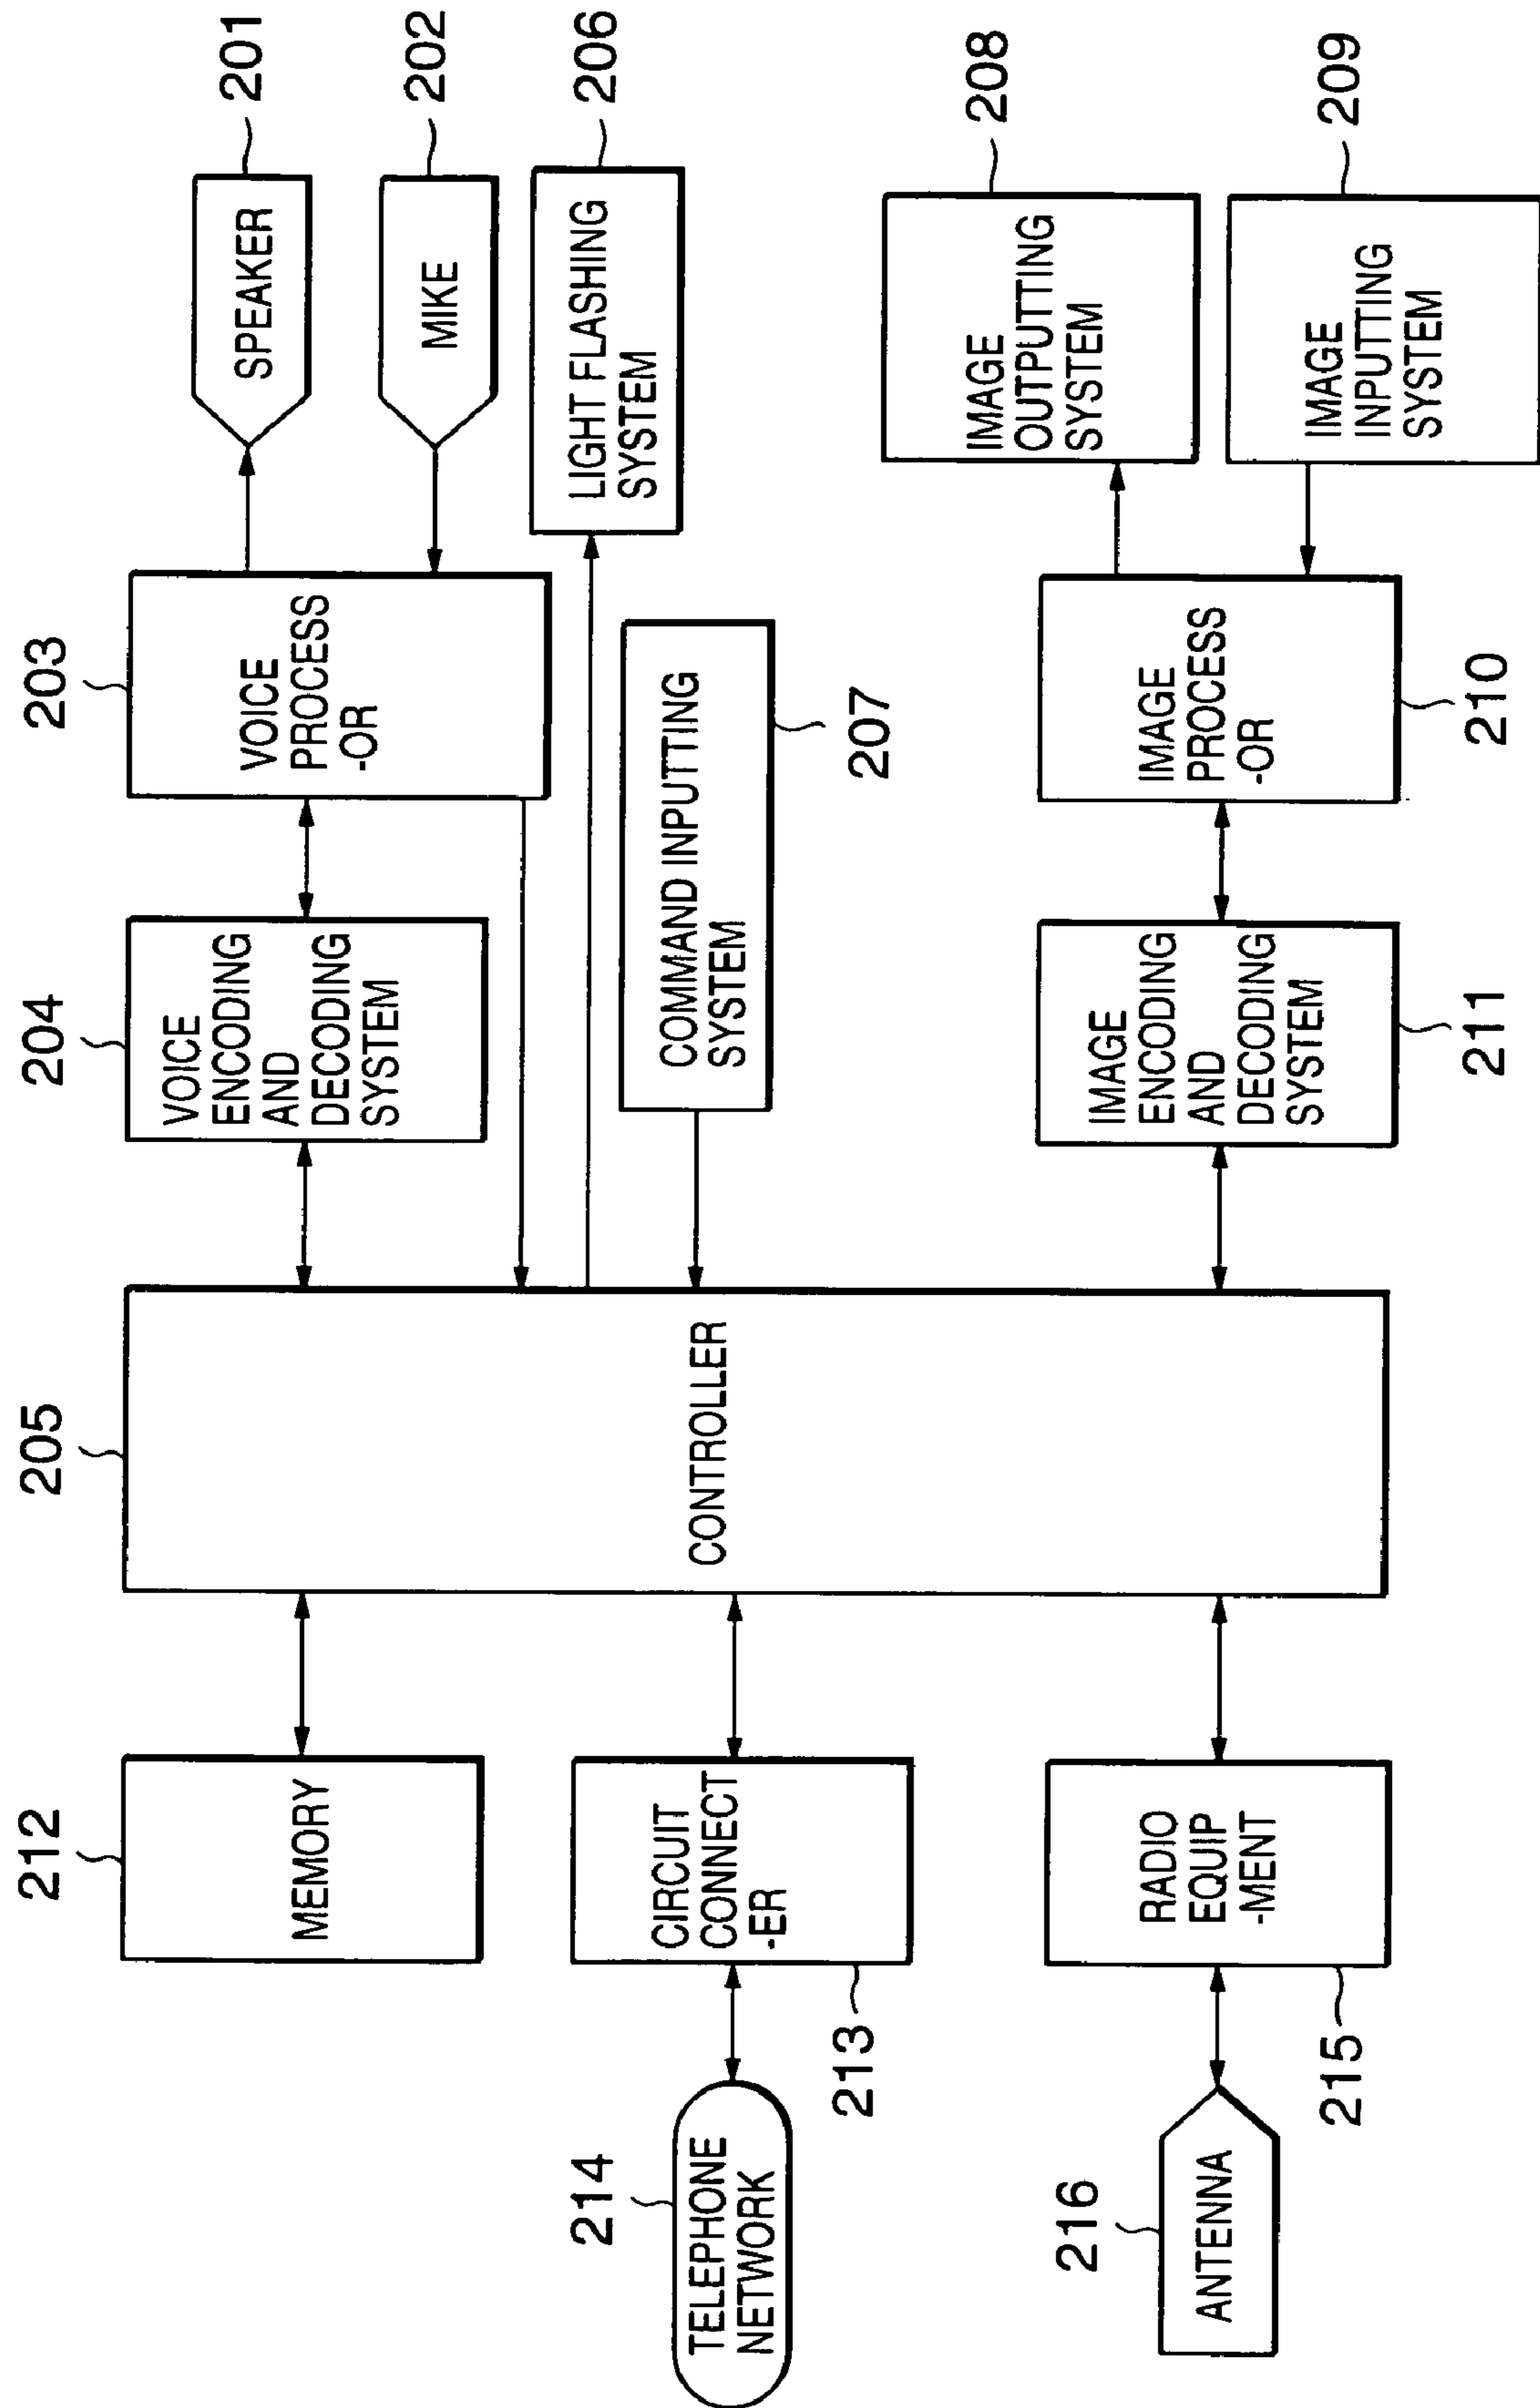 201
SPEAKER
202
MIKE
206
LIGHT FLASHING
SYSTEM
208
IMAGE
OUTPUTTING
SYSTEM
209
IMAGE
INPUTTING
SYSTEM
203
VOICE
PROCESS
-OR
207
COMMAND INPUTTING
SYSTEM
210
IMAGE
PROCESS
-OR
204
VOICE
ENCODING
AND
DECODING
SYSTEM
211
IMAGE
ENCODING
AND
DECODING
SYSTEM
205
CONTROLLER
212
MEMORY
213
CIRCUIT
CONNECT
-ER
215
RADIO
EQUIP
-MENT
214
TELEPHONE
NETWORK
216
ANTENNA